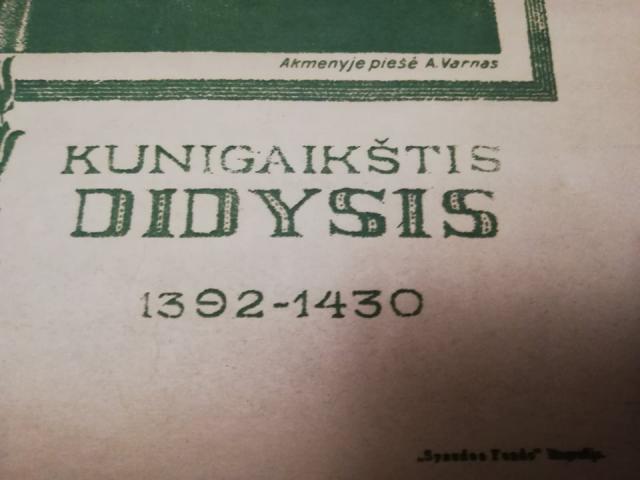 Akmenyje piešė A.Varnas
KUNIGAIKŠTIS
DIDYSIS
1392-1430